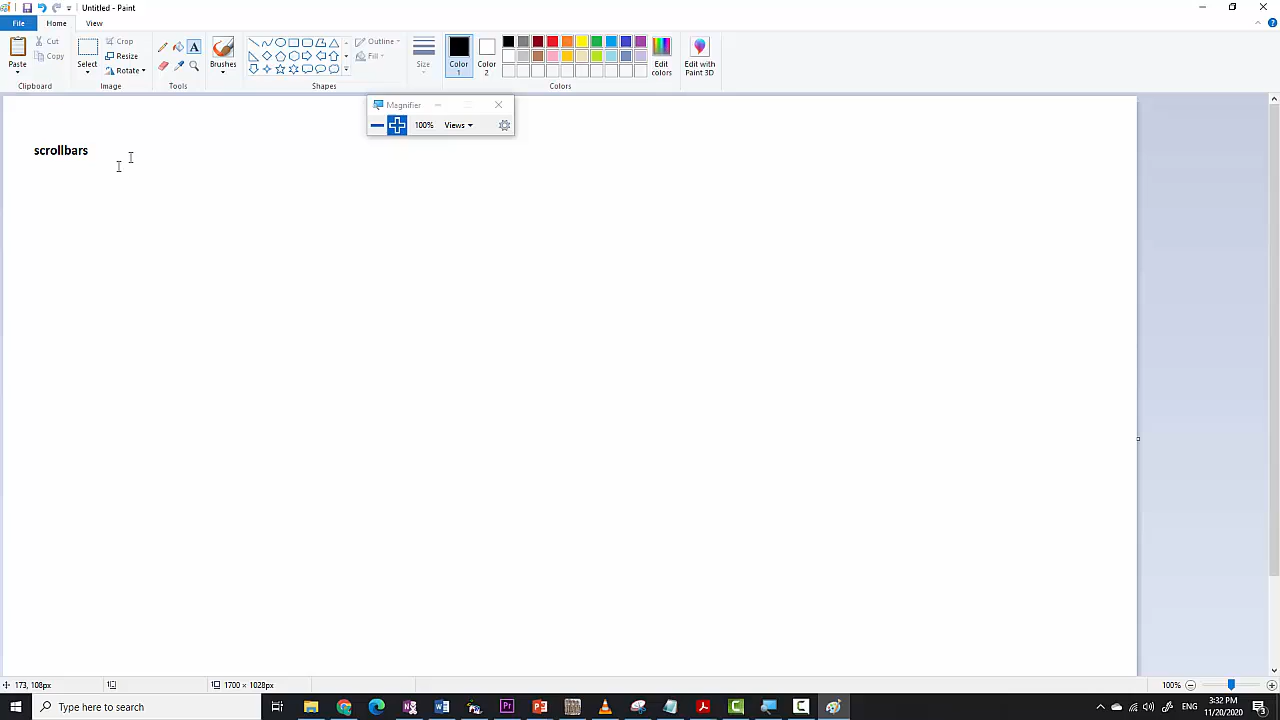 Untitled - Paint
File
Home
View
Paste
Cut
Copy
Clipboard
Select
Crop
Resize
Rotate
Image
A
Tools
Brushes
Outline
Fill
Shapes
Size
Color 1
Color 2
Edit colors
Colors
Edit with Paint 3D
Magnifier
100%
Views
scrollbars
173, 108px
1700 × 1028px
100%
Type here to search
ENG
3:32 PM
11/20/2020